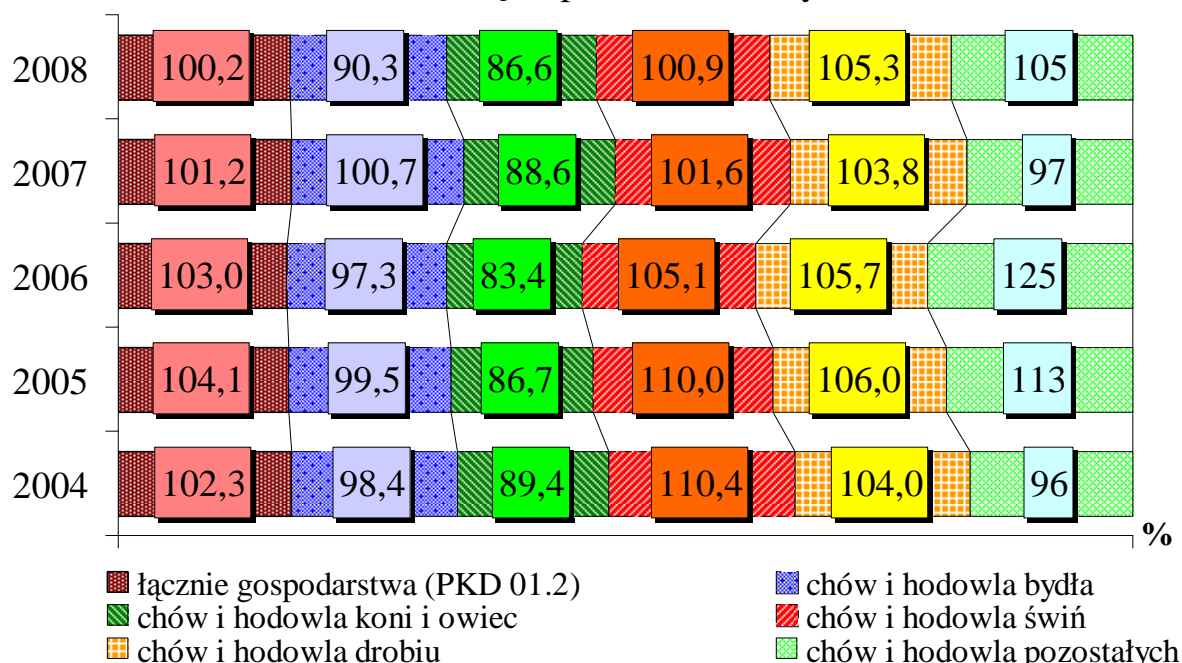 2008 100,2 90,3 86,6 100,9 105,3 105
2007 101,2 100,7 88,6 101,6 103,8 97
2006 103,0 97,3 83,4 105,1 105,7 125
2005 104,1 99,5 86,7 110,0 106,0 113
2004 102,3 98,4 89,4 110,4 104,0 96
%
łącznie gospodarstwa (PKD 01.2) chów i hodowla bydła
chów i hodowla koni i owiec chów i hodowla świń
chów i hodowla drobiu chów i hodowla pozostałych